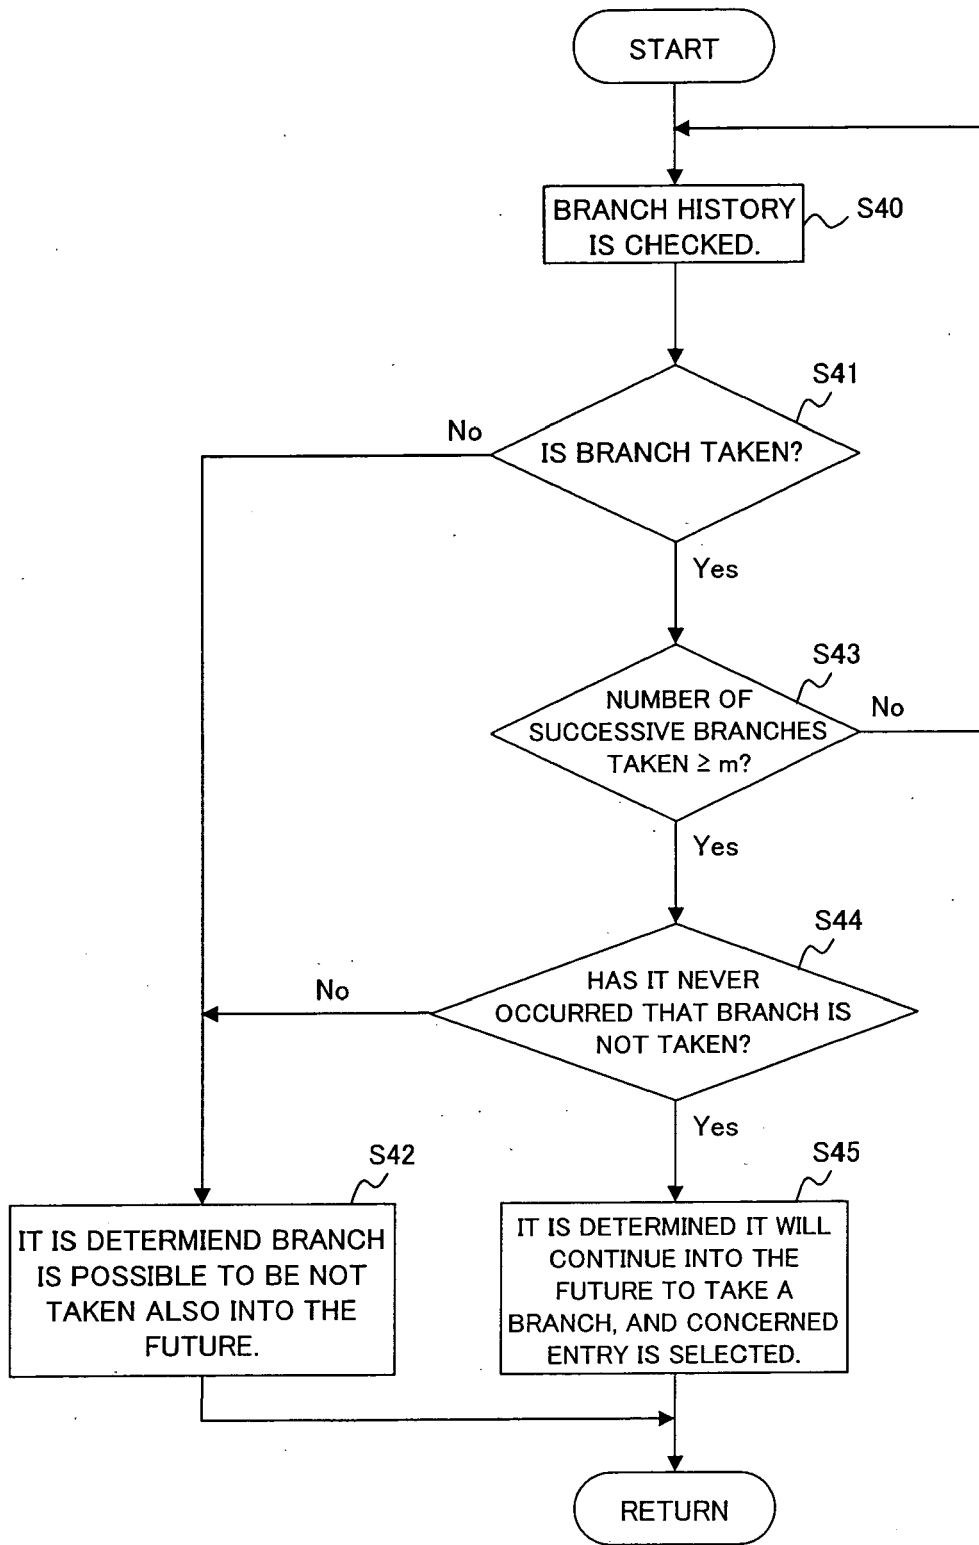 START
BRANCH HISTORY
IS CHECKED.
S40
S41
No
IS BRANCH TAKEN?
Yes
S43
NUMBER OF
SUCCESSIVE BRANCHES
TAKEN ≥ m?
No
Yes
S44
HAS IT NEVER
OCCURRED THAT BRANCH IS
NOT TAKEN?
No
Yes
S42
IT IS DETERMIEND BRANCH
IS POSSIBLE TO BE NOT
TAKEN ALSO INTO THE
FUTURE.
S45
IT IS DETERMINED IT WILL
CONTINUE INTO THE
FUTURE TO TAKE A
BRANCH, AND CONCERNED
ENTRY IS SELECTED.
RETURN